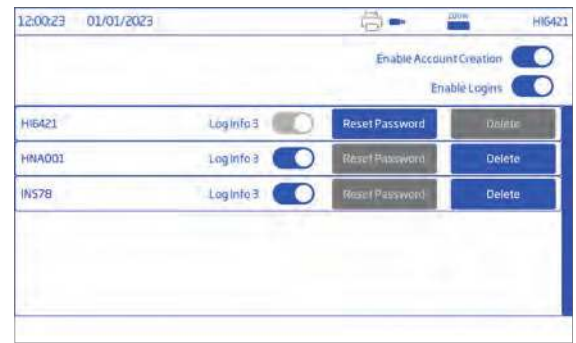 12:00:23 01/01/2023 100% HI6421
Enable Account Creation
Enable Logins
HI6421 Log Info 3 Reset Password Delete
HNA001 Log Info 3 Reset Password Delete
INS78 Log Info 3 Reset Password Delete